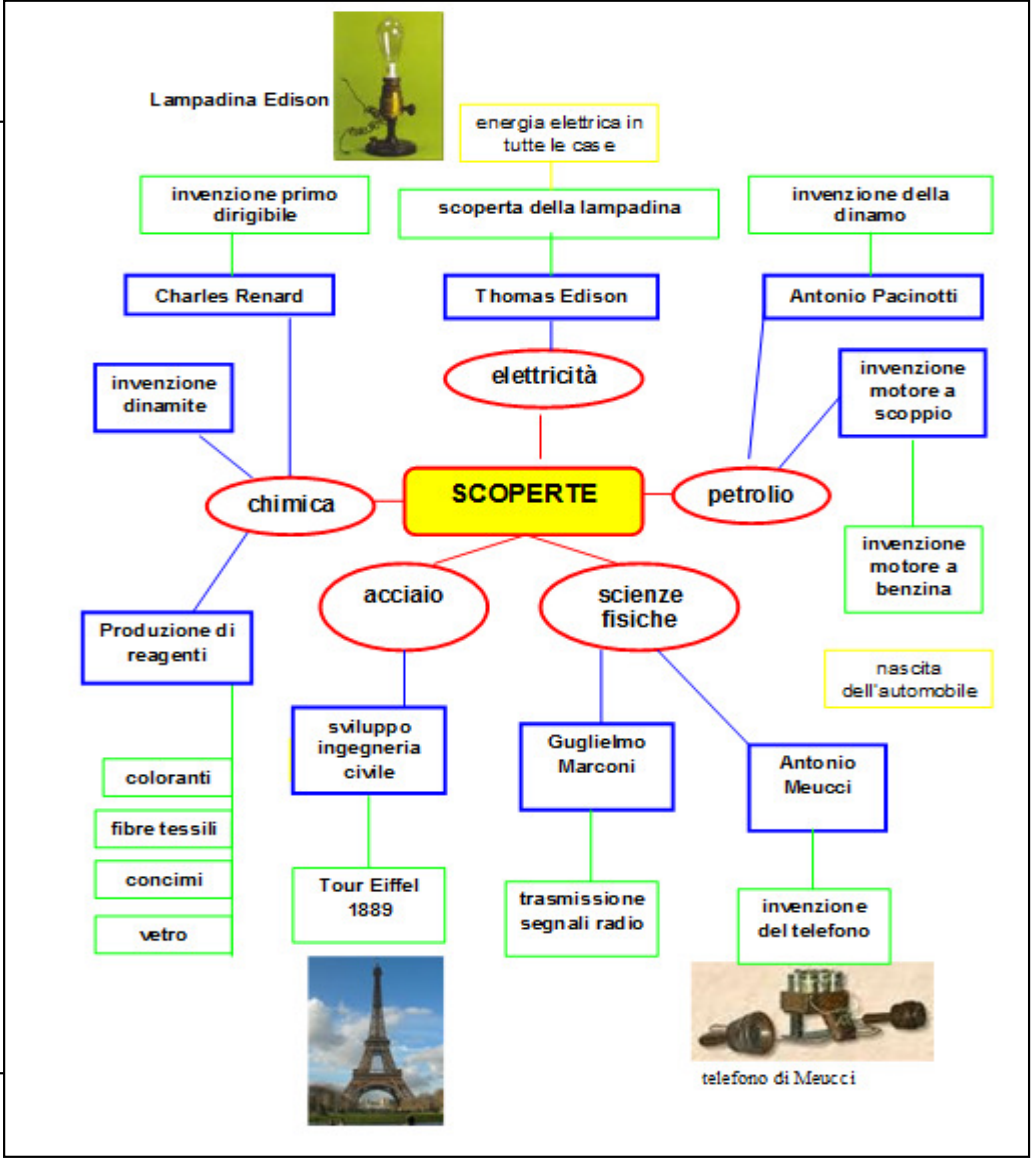 Lampadina Edison
energia elettrica in
tutte le case
invenzione primo
dirigibile
scoperta della lampadina
invenzione della
dinamo
Charles Renard
Thomas Edison
Antonio Pacinotti
invenzione
dinamite
elettricità
invenzione
motore a
scoppio
chimica
SCOPERTE
petrolio
invenzione
motore a
benzina
acciaio
scienze
fisiche
Produzione di
reagenti
nascita
dell'automobile
sviluppo
ingegneria
civile
Guglielmo
Marconi
Antonio
Meucci
coloranti
fibre tessili
concimi
vetro
Tour Eiffel
1889
trasmissione
segnali radio
invenzione
del telefono
telefono di Meucci